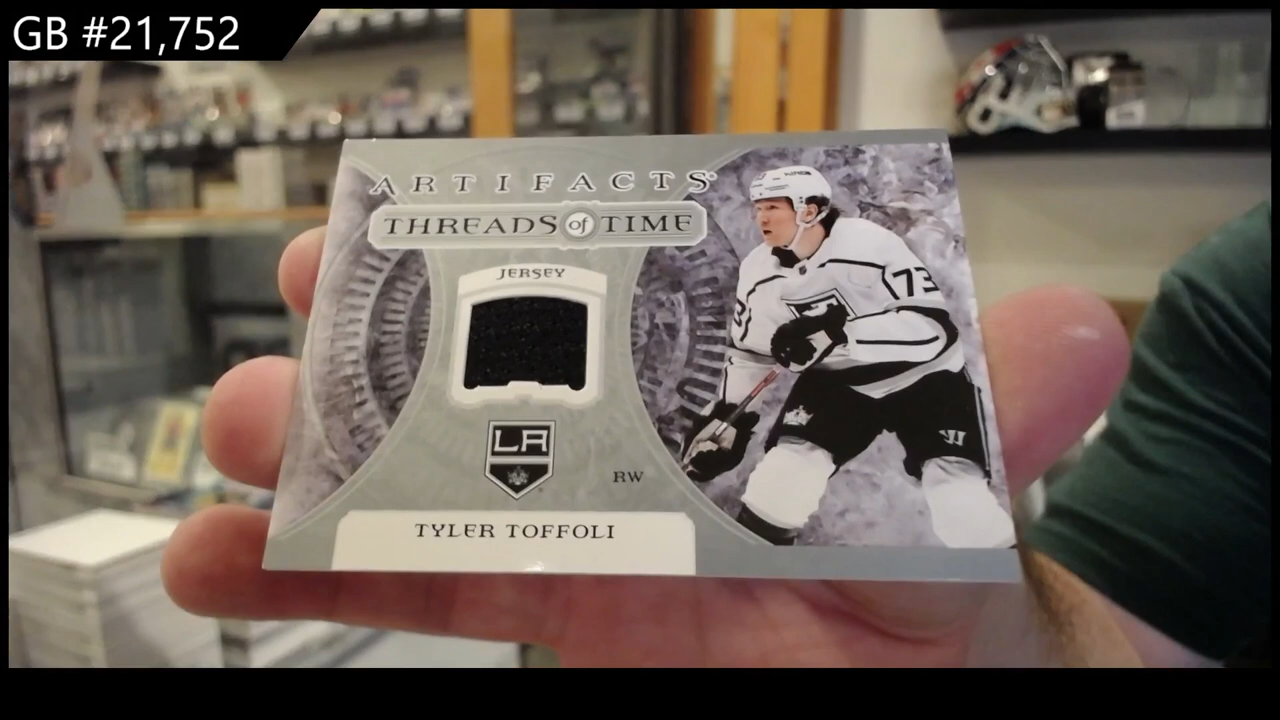 GB #21,752
ARTIFACTS
THREADS of TIME
JERSEY
73
LA
RW
TYLER TOFFOLI